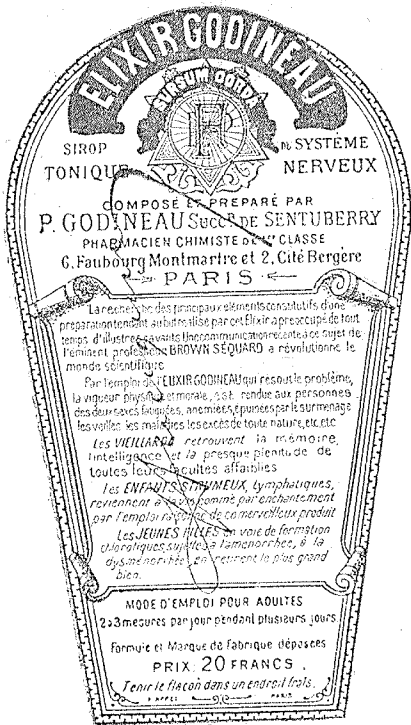 ELIXIR GODINEAU
SURSUM CORDA
SIROP
TONIQUE
DU SYSTÈME
NERVEUX
COMPOSÉ ET PRÉPARÉ PAR
P. GODINEAU SUCCR DE SENTUBERRY
PHARMACIEN CHIMISTE DE 1re CLASSE
6, Faubourg Montmartre et 2, Cité Bergère
PARIS
La recherche des principaux éléments constitutifs d'une
préparation tendant au but réalisé par cet Elixir a préoccupé de tout
temps d'illustres savants Une communication récente à ce sujet de
l'éminent professeur BROWN SÉQUARD a révolutionné le
monde scientifique
Par l'emploi de l'ELIXIR GODINEAU qui résout le problème,
la vigueur physique et morale, est rendue aux personnes
des deux sexes fatiguées, anémiées, épuisées par le surmenage
les veilles les maladies les excès de toute nature, etc, etc
Les VIEILLARDS retrouvent la mémoire,
l'intelligence et la presque plénitude de
toutes leurs facultés affaiblies
Les ENFANTS STRUMEUX, Lymphatiques,
reviennent à la vie comme par enchantement
par l'emploi de ce merveilleux produit
Les JEUNES FILLES en voie de formation
chlorotiques, sujettes à l'aménorrhée, à la
dysménorrhée, en retirent le plus grand
bien.
MODE D'EMPLOI POUR ADULTES
2 à 3 mesures par jour pendant plusieurs jours
Formule et Marque de Fabrique déposées
PRIX: 20 FRANCS.
Tenir le flacon dans un endroit frais.
F. APPEL
PARIS